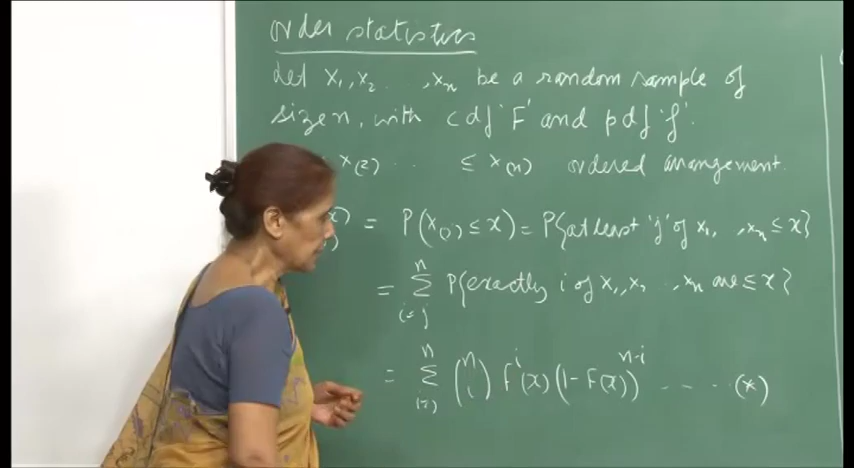 order statistics
Let X₁, X₂ . . , Xₙ be a random sample of
size n, with cdf 'F' and pdf 'f'.
X₍₂₎ . . ≤ X₍ₙ₎ ordered arrangement.
= P(X₍ⱼ₎ ≤ x) = P{at least 'j' of X₁, , Xₙ ≤ x}
= ∑ⁿᵢ₌ⱼ P{exactly i of X₁, X₂ . , Xₙ are ≤ x}
= ∑ⁿᵢ₌ⱼ (n i) Fⁱ(x) (1 - F(x))ⁿ⁻ⁱ - - - . (*)